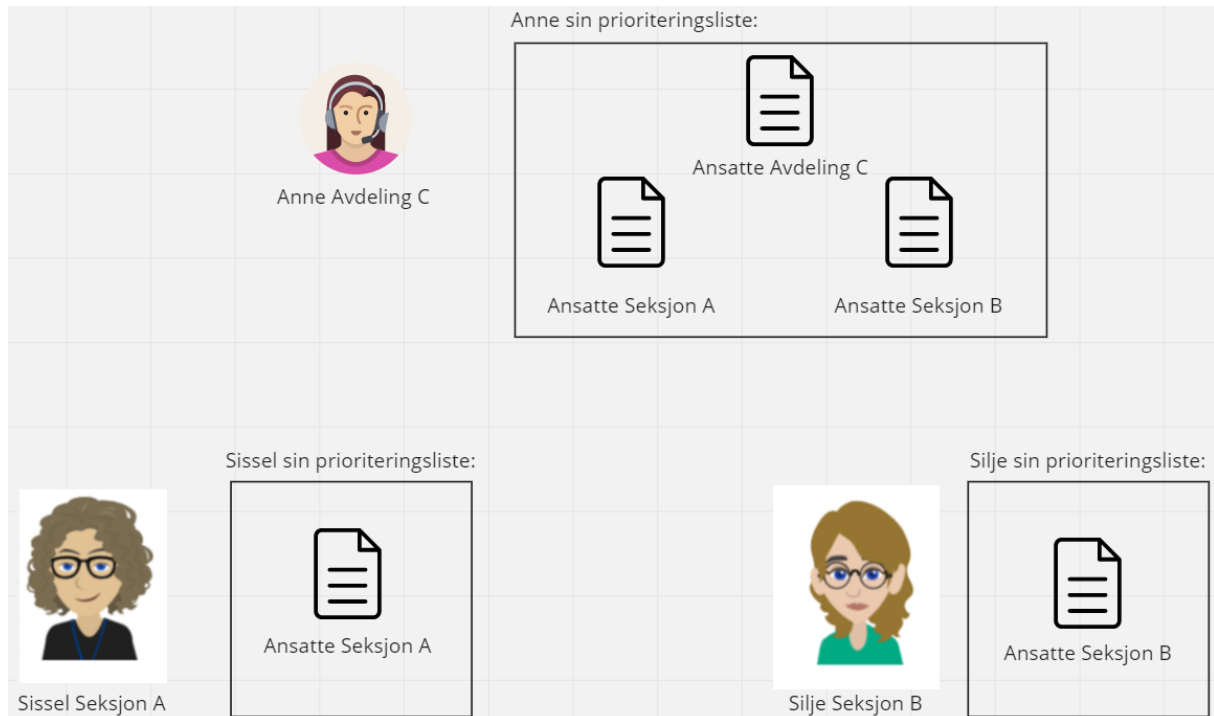 Anne sin prioriteringsliste:
Ansatte Avdeling C
Anne Avdeling C
Ansatte Seksjon A
Ansatte Seksjon B
Sissel sin prioriteringsliste:
Silje sin prioriteringsliste:
Ansatte Seksjon A
Ansatte Seksjon B
Sissel Seksjon A
Silje Seksjon B